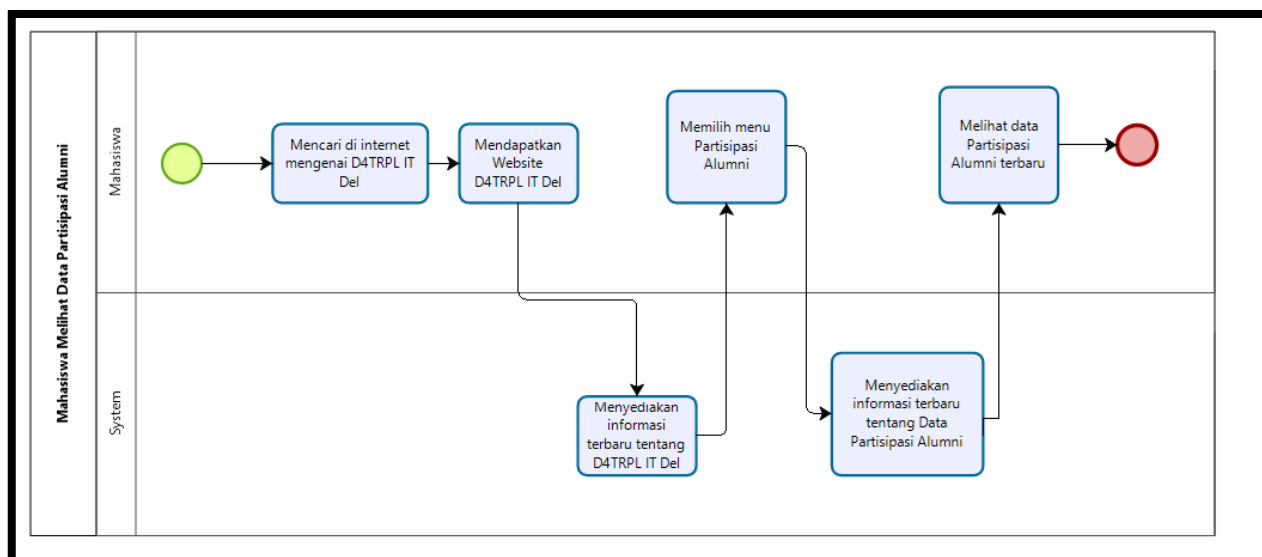 Mahasiswa Melihat Data Partisipasi Alumni
Mahasiswa
Mencari di internet
mengenai D4TRPL IT
Del
Mendapatkan
Website
D4TRPL IT Del
Memilih menu
Partisipasi
Alumni
Melihat data
Partisipasi
Alumni terbaru
System
Menyediakan
informasi
terbaru tentang
D4TRPL IT Del
Menyediakan
informasi terbaru
tentang Data
Partisipasi Alumni